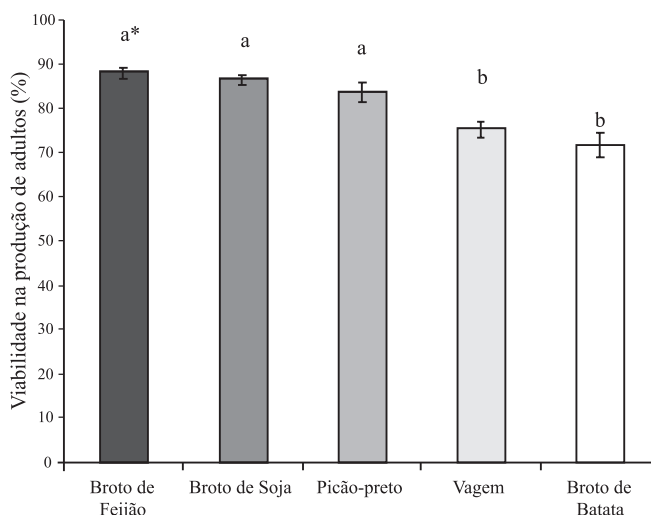 Viabilidade na produção de adultos (%)
100
90
80
70
60
50
40
30
20
10
0
a*
a
a
b
b
Broto de
Feijão
Broto de Soja
Picão-preto
Vagem
Broto de
Batata